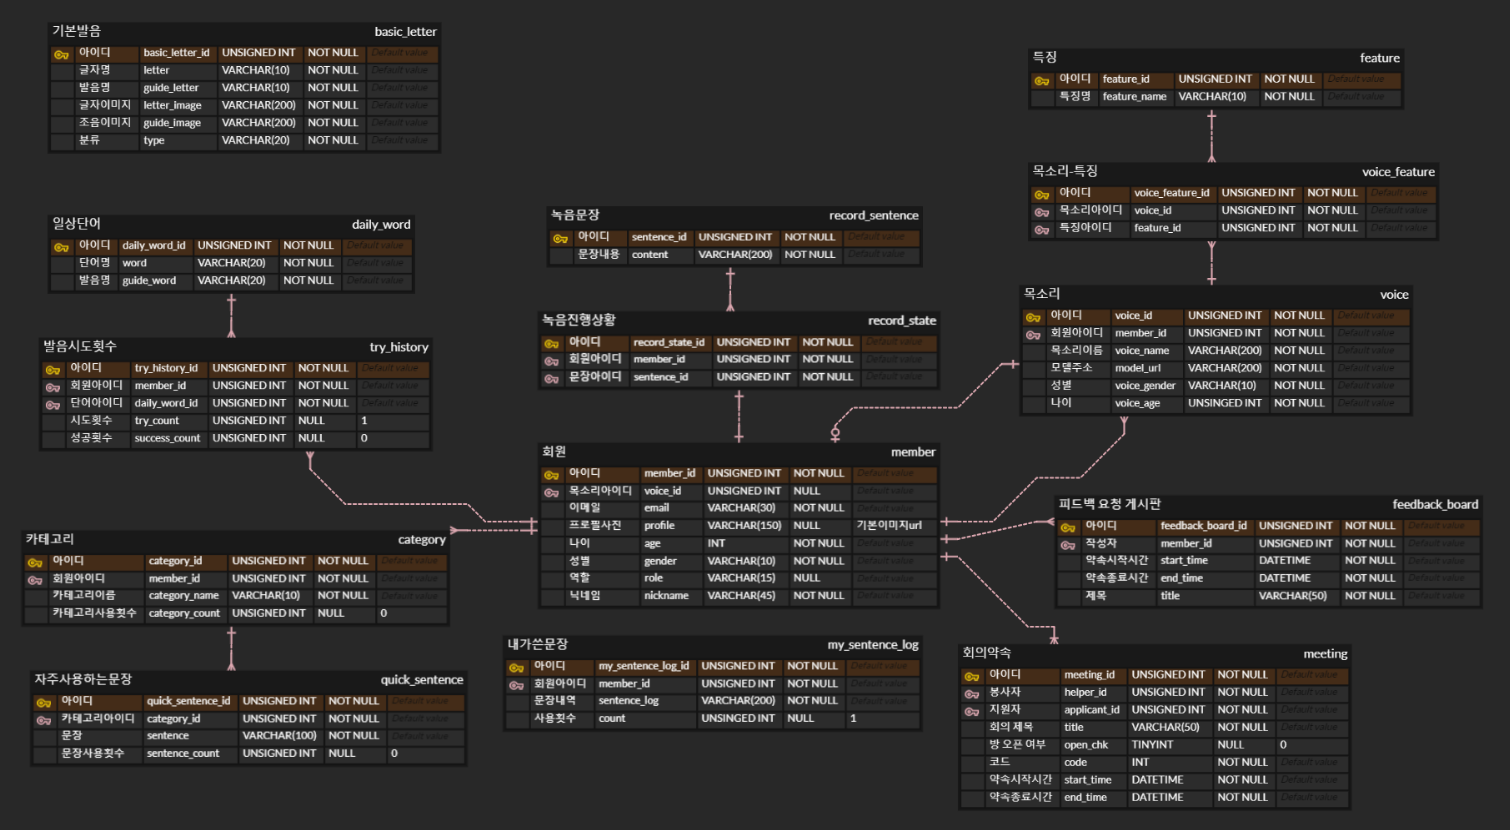 기본발음 basic_letter
아이디 basic_letter_id UNSIGNED INT NOT NULL Default value
글자명 letter VARCHAR(10) NOT NULL Default value
발음명 guide_letter VARCHAR(10) NOT NULL Default value
글자이미지 letter_image VARCHAR(200) NOT NULL Default value
조음이미지 guide_image VARCHAR(200) NOT NULL Default value
분류 type VARCHAR(20) NOT NULL Default value
특징 feature
아이디 feature_id UNSIGNED INT NOT NULL Default value
특징명 feature_name VARCHAR(10) NOT NULL Default value
목소리-특징 voice_feature
아이디 voice_feature_id UNSIGNED INT NOT NULL Default value
목소리아이디 voice_id UNSIGNED INT NOT NULL Default value
특징아이디 feature_id UNSIGNED INT NOT NULL Default value
일상단어 daily_word
아이디 daily_word_id UNSIGNED INT NOT NULL Default value
단어명 word VARCHAR(20) NOT NULL Default value
발음명 guide_word VARCHAR(20) NOT NULL Default value
녹음문장 record_sentence
아이디 sentence_id UNSIGNED INT NOT NULL Default value
문장내용 content VARCHAR(200) NOT NULL Default value
목소리 voice
아이디 voice_id UNSIGNED INT NOT NULL Default value
회원아이디 member_id UNSIGNED INT NOT NULL Default value
목소리이름 voice_name VARCHAR(200) NOT NULL Default value
모델주소 model_url VARCHAR(200) NOT NULL Default value
성별 voice_gender VARCHAR(10) NOT NULL Default value
나이 voice_age UNSINGED INT NOT NULL Default value
녹음진행상황 record_state
아이디 record_state_id UNSIGNED INT NOT NULL Default value
회원아이디 member_id UNSIGNED INT NOT NULL Default value
문장아이디 sentence_id UNSIGNED INT NOT NULL Default value
발음시도횟수 try_history
아이디 try_history_id UNSIGNED INT NOT NULL Default value
회원아이디 member_id UNSIGNED INT NOT NULL Default value
단어아이디 daily_word_id UNSIGNED INT NOT NULL Default value
시도횟수 try_count UNSIGNED INT NULL 1
성공횟수 success_count UNSIGNED INT NULL 0
회원 member
아이디 member_id UNSIGNED INT NOT NULL Default value
목소리아이디 voice_id UNSIGNED INT NULL Default value
이메일 email VARCHAR(30) NOT NULL Default value
프로필사진 profile VARCHAR(150) NULL 기본이미지url
나이 age INT NOT NULL Default value
성별 gender VARCHAR(10) NOT NULL Default value
역할 role VARCHAR(15) NULL Default value
닉네임 nickname VARCHAR(45) NOT NULL Default value
피드백 요청 게시판 feedback_board
아이디 feedback_board_id UNSIGNED INT NOT NULL Default value
작성자 member_id UNSIGNED INT NOT NULL Default value
약속시작시간 start_time DATETIME NOT NULL Default value
약속종료시간 end_time DATETIME NOT NULL Default value
제목 title VARCHAR(50) NOT NULL Default value
카테고리 category
아이디 category_id UNSIGNED INT NOT NULL Default value
회원아이디 member_id UNSIGNED INT NOT NULL Default value
카테고리이름 category_name VARCHAR(10) NOT NULL Default value
카테고리사용횟수 category_count UNSIGNED INT NULL 0
내가쓴문장 my_sentence_log
아이디 my_sentence_log_id UNSIGNED INT NOT NULL Default value
회원아이디 member_id UNSIGNED INT NOT NULL Default value
문장내역 sentence_log VARCHAR(200) NOT NULL Default value
사용횟수 count UNSINGED INT NULL 1
회의약속 meeting
아이디 meeting_id UNSIGNED INT NOT NULL Default value
봉사자 helper_id UNSIGNED INT NOT NULL Default value
지원자 applicant_id UNSIGNED INT NOT NULL Default value
회의 제목 title VARCHAR(50) NOT NULL Default value
방 오픈 여부 open_chk TINYINT NULL 0
코드 code INT NOT NULL Default value
약속시작시간 start_time DATETIME NOT NULL Default value
약속종료시간 end_time DATETIME NOT NULL Default value
자주사용하는문장 quick_sentence
아이디 quick_sentence_id UNSIGNED INT NOT NULL Default value
카테고리아이디 category_id UNSIGNED INT NOT NULL Default value
문장 sentence VARCHAR(100) NOT NULL Default value
문장사용횟수 sentence_count UNSIGNED INT NULL 0